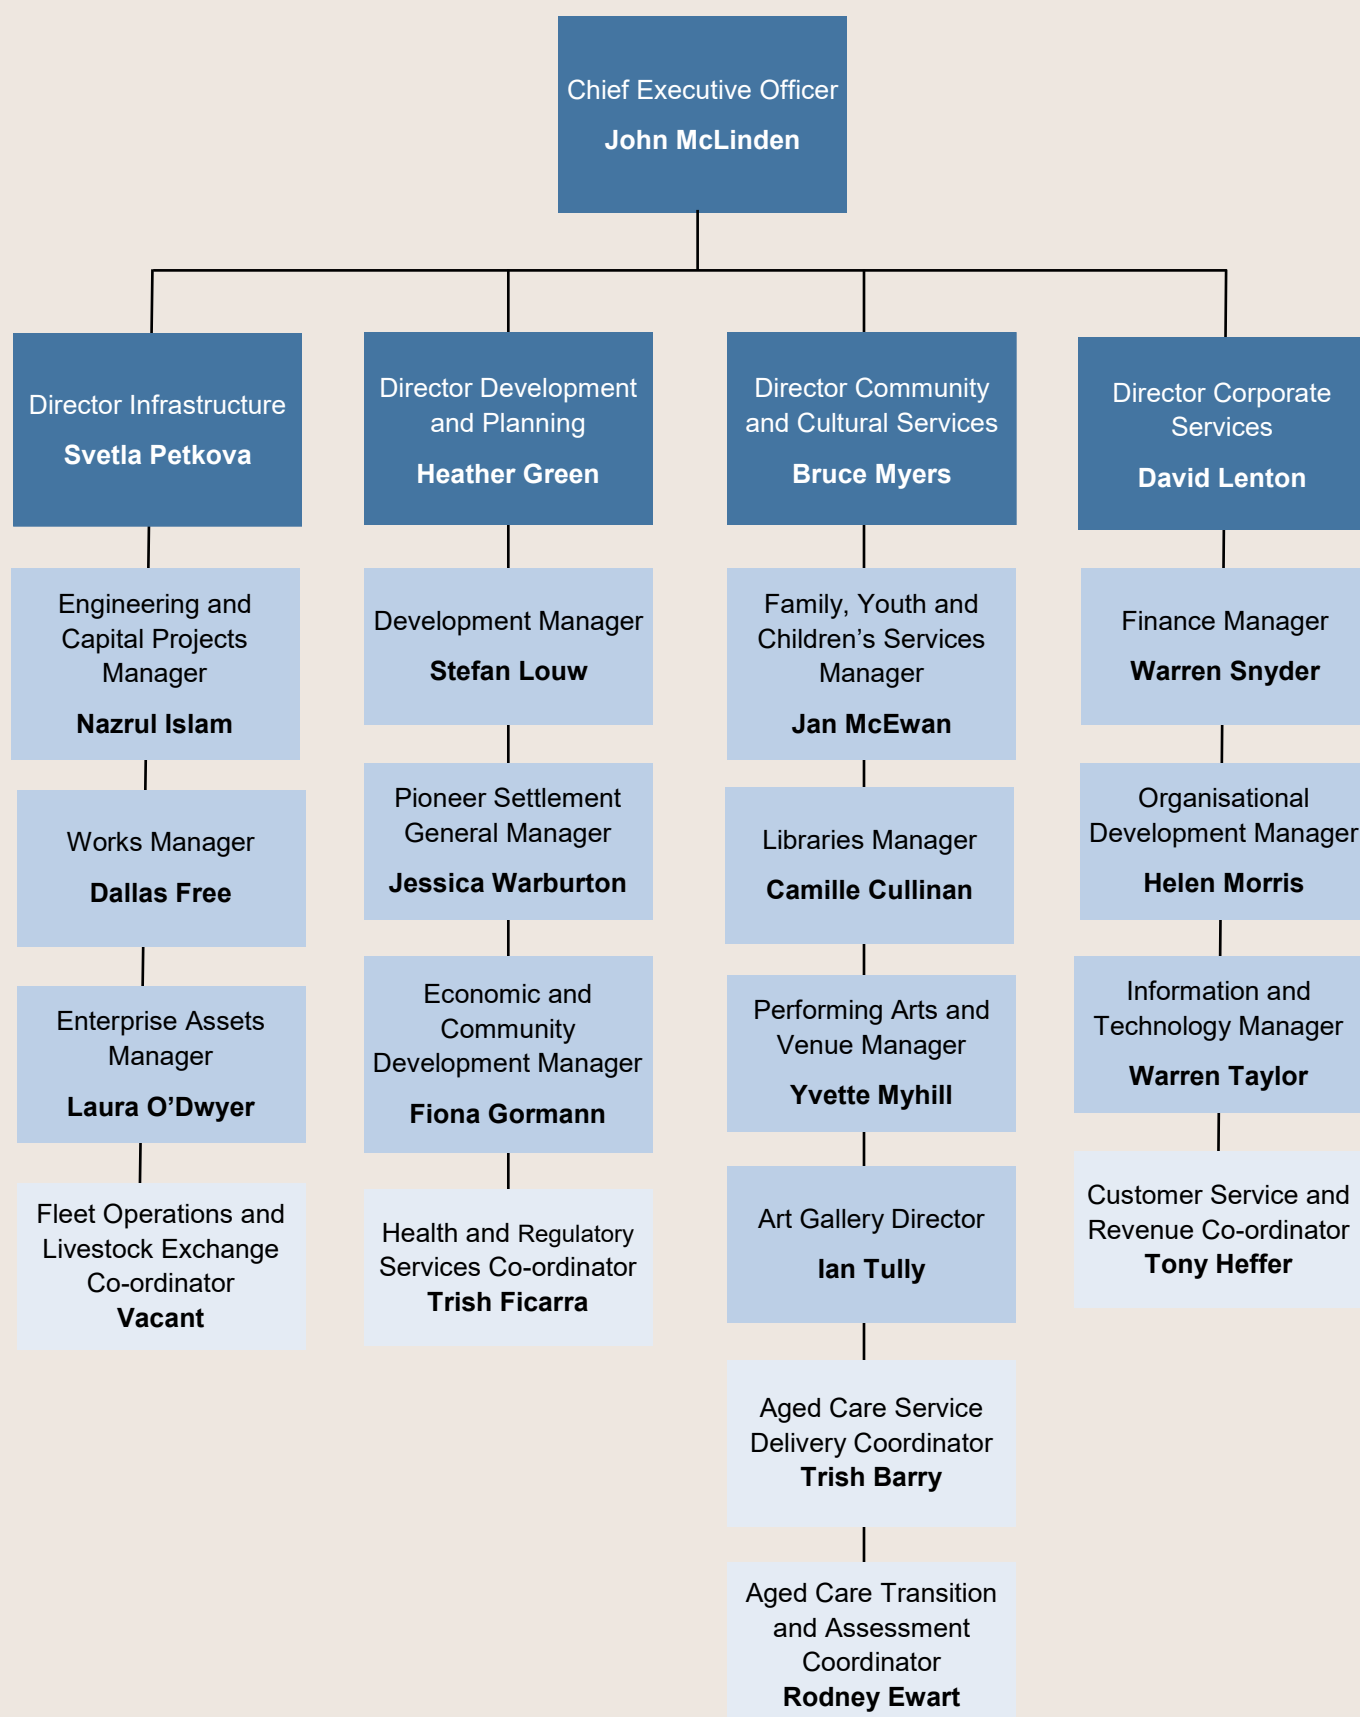 Chief Executive Officer
John McLinden
Director Infrastructure
Svetla Petkova
Director Development
and Planning
Heather Green
Director Community
and Cultural Services
Bruce Myers
Director Corporate
Services
David Lenton
Engineering and
Capital Projects
Manager
Nazrul Islam
Works Manager
Dallas Free
Enterprise Assets
Manager
Laura O’Dwyer
Fleet Operations and
Livestock Exchange
Co-ordinator
Vacant
Development Manager
Stefan Louw
Pioneer Settlement
General Manager
Jessica Warburton
Economic and
Community
Development Manager
Fiona Gormann
Health and Regulatory
Services Co-ordinator
Trish Ficarra
Family, Youth and
Children’s Services
Manager
Jan McEwan
Libraries Manager
Camille Cullinan
Performing Arts and
Venue Manager
Yvette Myhill
Art Gallery Director
Ian Tully
Aged Care Service
Delivery Coordinator
Trish Barry
Aged Care Transition
and Assessment
Coordinator
Rodney Ewart
Finance Manager
Warren Snyder
Organisational
Development Manager
Helen Morris
Information and
Technology Manager
Warren Taylor
Customer Service and
Revenue Co-ordinator
Tony Heffer